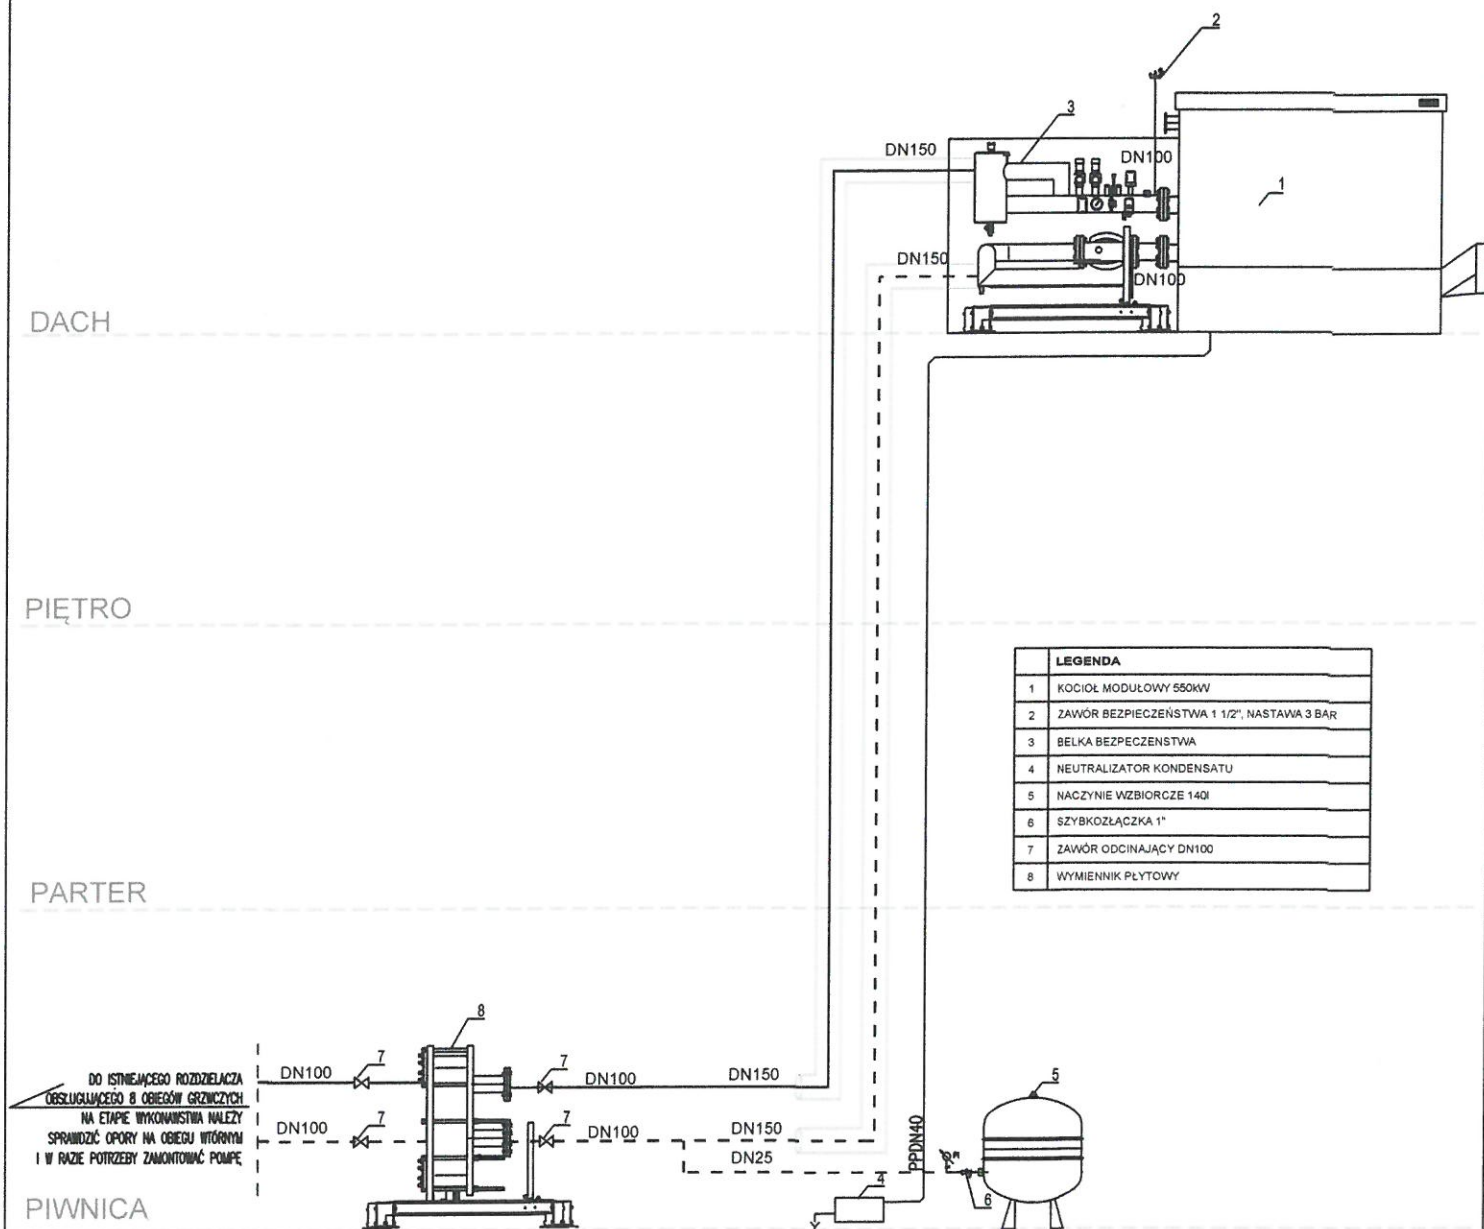 2
3
DN150
DN100
1
DN150
DN100
DACH
PIĘTRO
LEGENDA
1 KOCIOŁ MODUŁOWY 550kW
2 ZAWÓR BEZPIECZEŃSTWA 1 1/2", NASTAWA 3 BAR
3 BELKA BEZPECZENSTWA
4 NEUTRALIZATOR KONDENSATU
5 NACZYNIE WZBIORCZE 140l
6 SZYBKOZŁĄCZKA 1"
7 ZAWÓR ODCINAJĄCY DN100
8 WYMIENNIK PŁYTOWY
PARTER
8
7
7
DN100
DN100
DN150
5
DO ISTNIEJĄCEGO ROZDZIELACZA
OBSŁUGUJĄCEGO 8 OBIEGÓW GRZWCZYCH
NA ETAPIE WYKONAWSTWA NALEŻY
SPRAWDZIĆ OPORY NA OBIEGU WTÓRNYM
I W RAZIE POTRZEBY ZAMONTOWAĆ POMPĘ
7
7
DN100
DN100
DN150
DN25
PPDN40
PI
4
6
PIWNICA